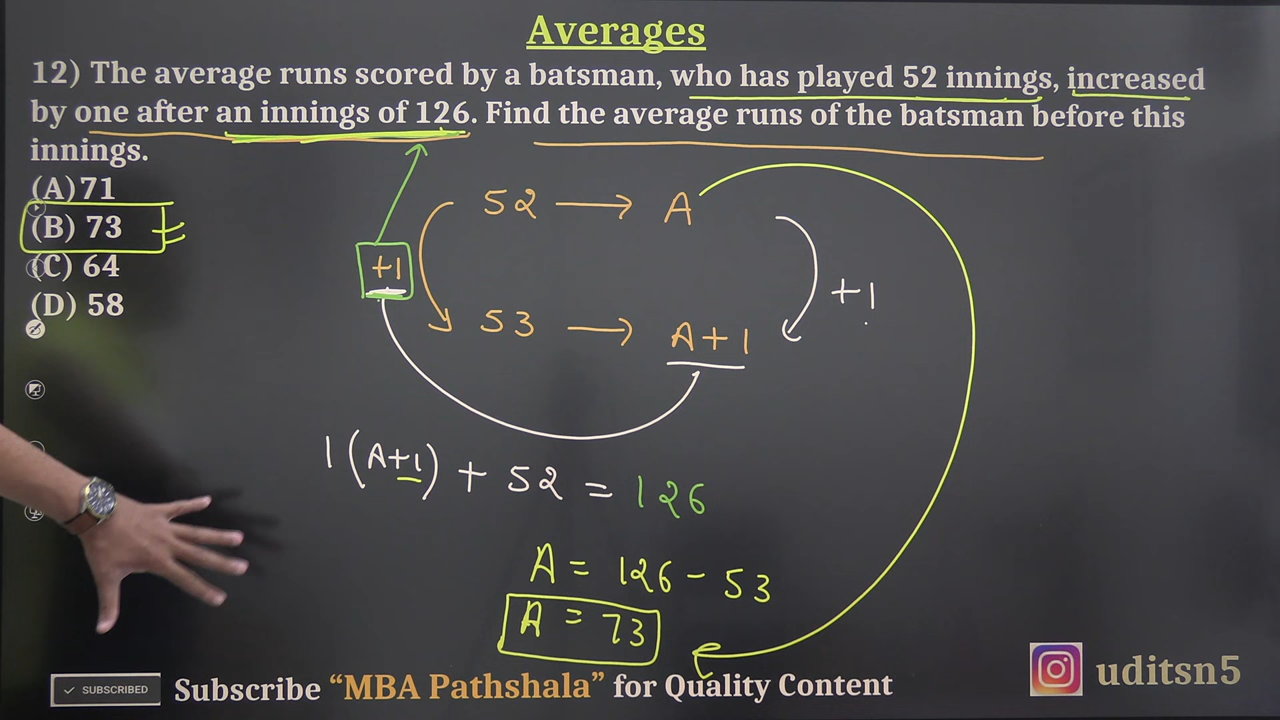 Averages
12) The average runs scored by a batsman, who has played 52 innings, increased
by one after an innings of 126. Find the average runs of the batsman before this
innings.
(A) 71
(B) 73
(C) 64
(D) 58
52 → A
+1
+1
53 → A+1
1(A+1) + 52 = 126
A = 126 - 53
A = 73
✓ SUBSCRIBED
Subscribe “MBA Pathshala” for Quality Content
uditsn5